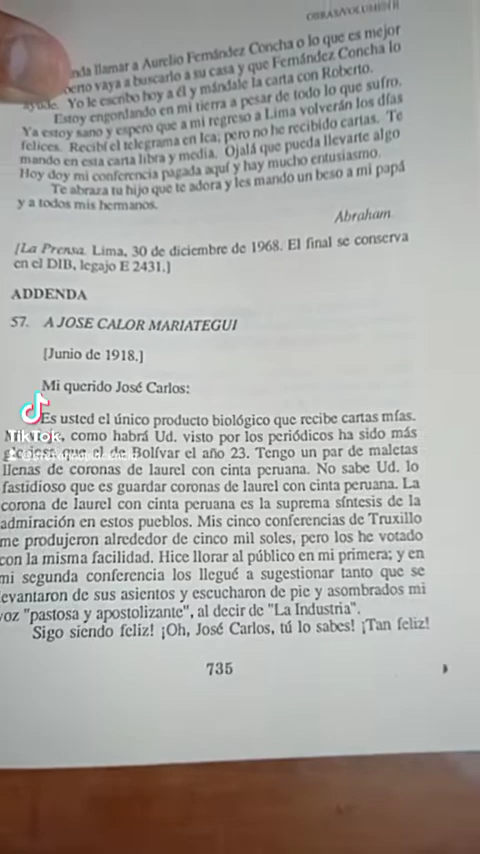 OBRAS/VOLUMEN II
llamar a Aurelio Fernández Concha o lo que es mejor
vaya a buscarlo a su casa y que Fernández Concha lo
ayude. Yo le escribo hoy a él y mándale la carta con Roberto.
Estoy engordando en mi tierra a pesar de todo lo que sufro.
Ya estoy sano y espero que a mi regreso a Lima volverán los días
felices. Recibí el telegrama en Ica; pero no he recibido cartas. Te
mando en esta carta libra y media. Ojalá que pueda llevarte algo
Hoy doy mi conferencia pagada aquí y hay mucho entusiasmo.
Te abraza tu hijo que te adora y les mando un beso a mi papá
y a todos mis hermanos.
Abraham.
[La Prensa. Lima, 30 de diciembre de 1968. El final se conserva
en el DIB, legajo E 2431.]
ADDENDA
57. A JOSE CALOR MARIATEGUI
[Junio de 1918.]
Mi querido José Carlos:
Es usted el único producto biológico que recibe cartas mías.
TikTok
, como habrá Ud. visto por los periódicos ha sido más
que el de Bolívar el año 23. Tengo un par de maletas
llenas de coronas de laurel con cinta peruana. No sabe Ud. lo
fastidioso que es guardar coronas de laurel con cinta peruana. La
corona de laurel con cinta peruana es la suprema síntesis de la
admiración en estos pueblos. Mis cinco conferencias de Truxillo
me produjeron alrededor de cinco mil soles, pero los he votado
con la misma facilidad. Hice llorar al público en mi primera; y en
mi segunda conferencia los llegué a sugestionar tanto que se
levantaron de sus asientos y escucharon de pie y asombrados mi
voz "pastosa y apostolizante", al decir de "La Industria".
Sigo siendo feliz! ¡Oh, José Carlos, tú lo sabes! ¡Tan feliz!
735